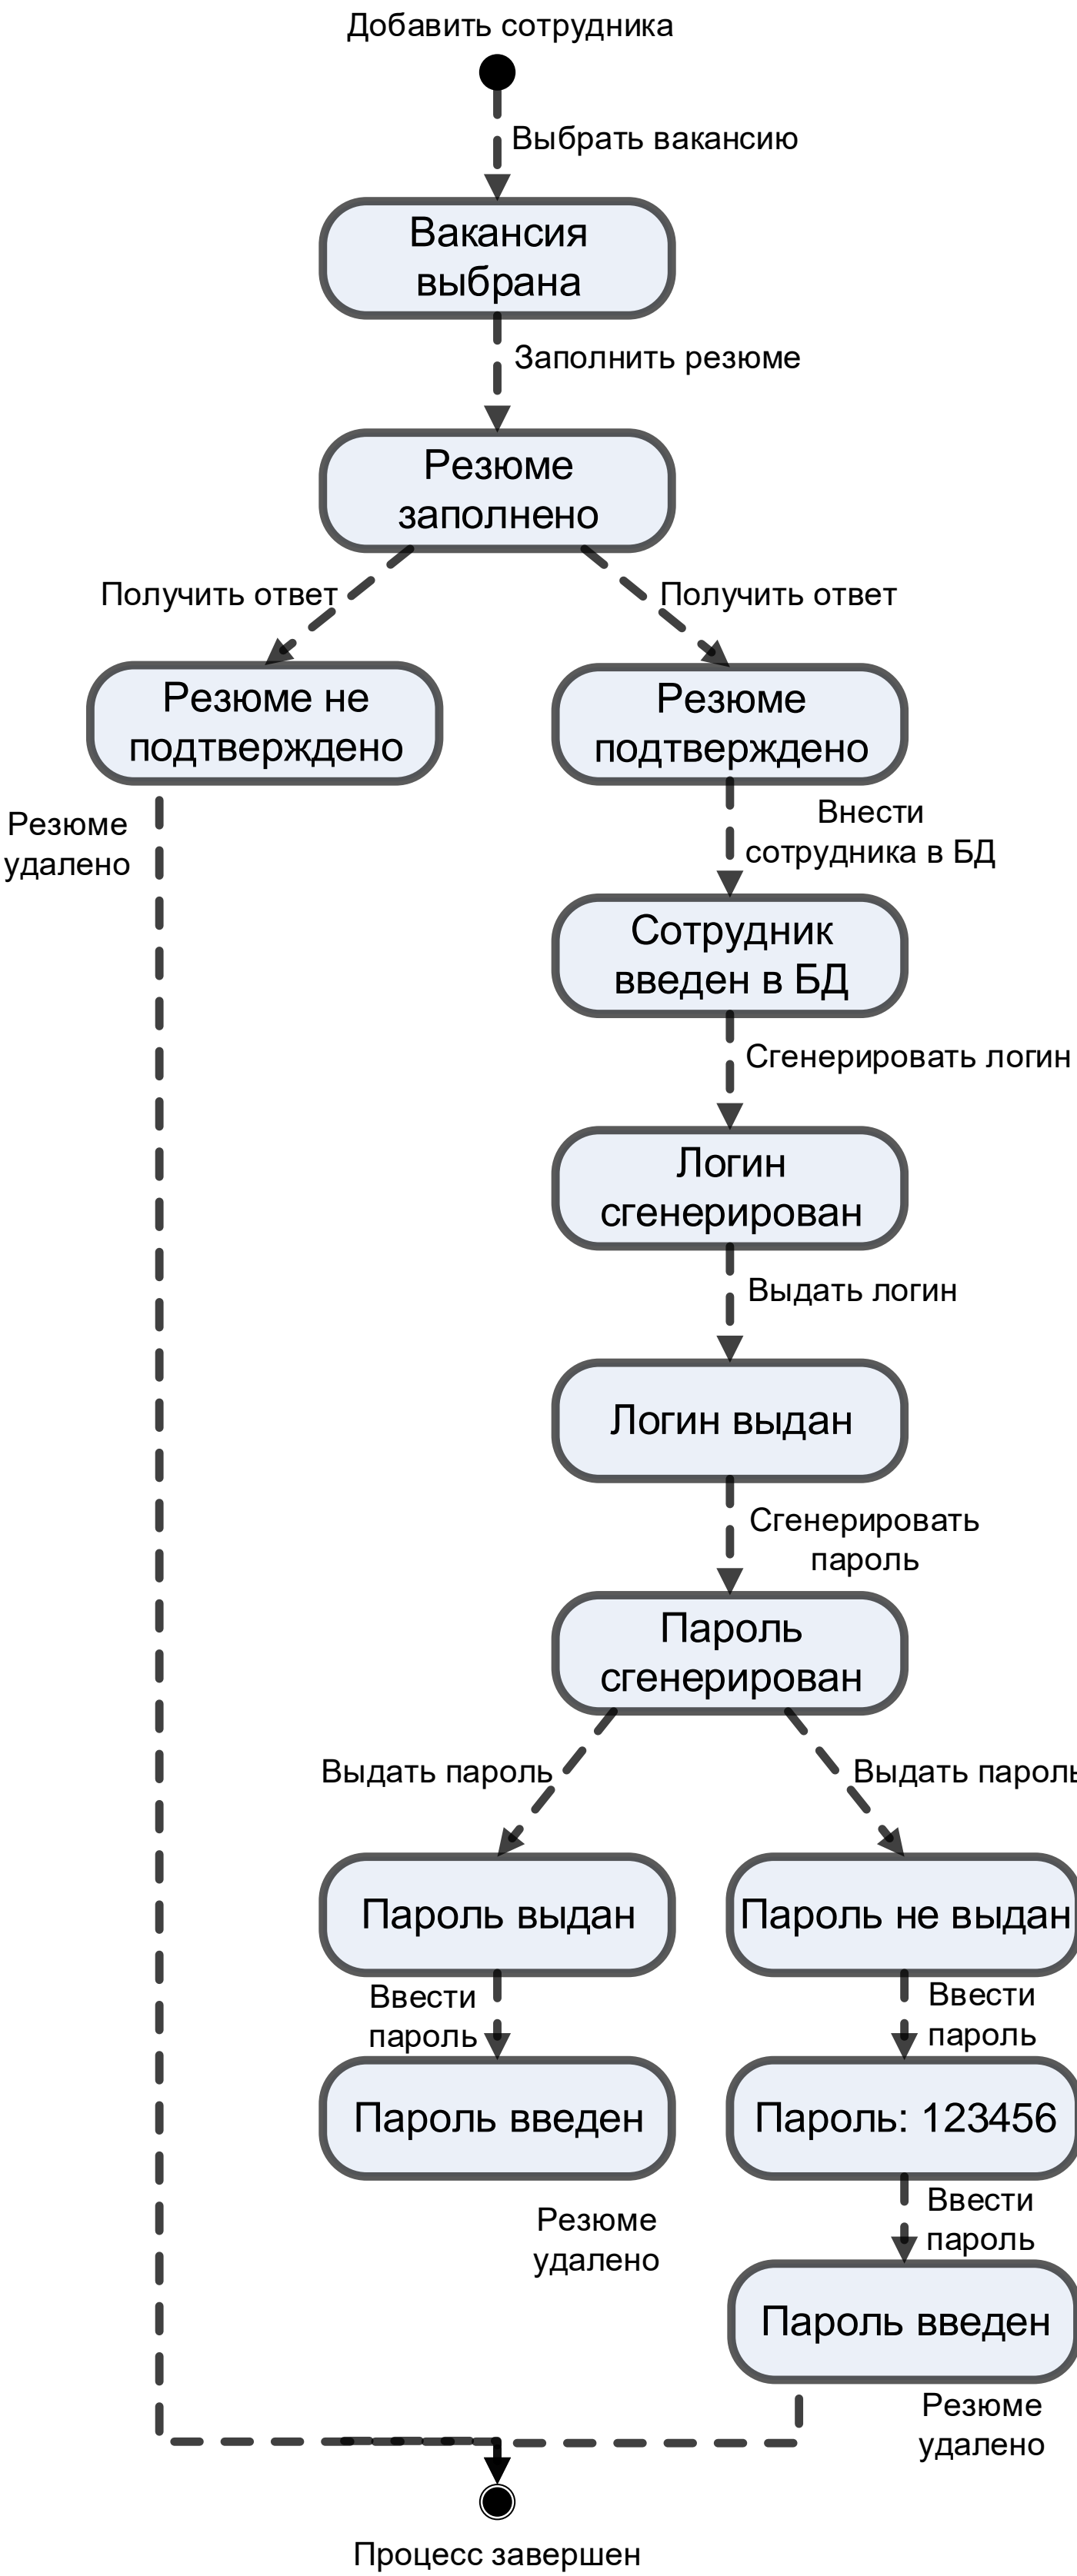 Добавить сотрудника
Выбрать вакансию
Вакансия
выбрана
Заполнить резюме
Резюме
заполнено
Получить ответ
Получить ответ
Резюме не
подтверждено
Резюме
подтверждено
Резюме
удалено
Внести
сотрудника в БД
Сотрудник
введен в БД
Сгенерировать логин
Логин
сгенерирован
Выдать логин
Логин выдан
Сгенерировать
пароль
Пароль
сгенерирован
Выдать пароль
Выдать пароль
Пароль выдан
Пароль не выдан
Ввести
пароль
Ввести
пароль
Пароль введен
Пароль: 123456
Резюме
удалено
Ввести
пароль
Пароль введен
Резюме
удалено
Процесс завершен